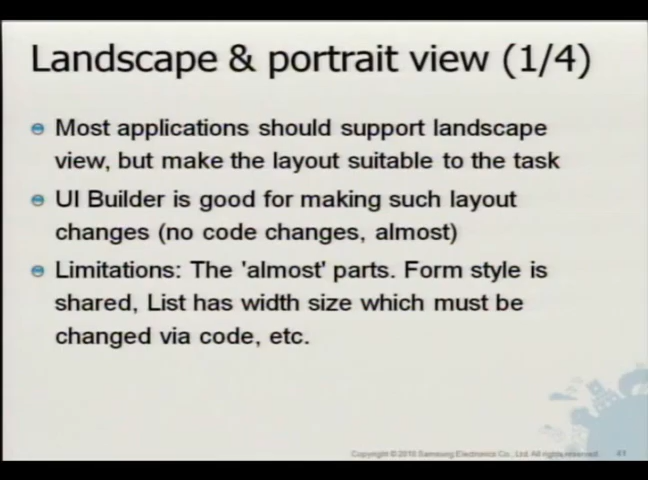 Landscape & portrait view (1/4)
Most applications should support landscape
view, but make the layout suitable to the task
UI Builder is good for making such layout
changes (no code changes, almost)
Limitations: The 'almost' parts. Form style is
shared, List has width size which must be
changed via code, etc.
Copyright © 2010 Samsung Electronics Co., Ltd. All rights reserved. 41